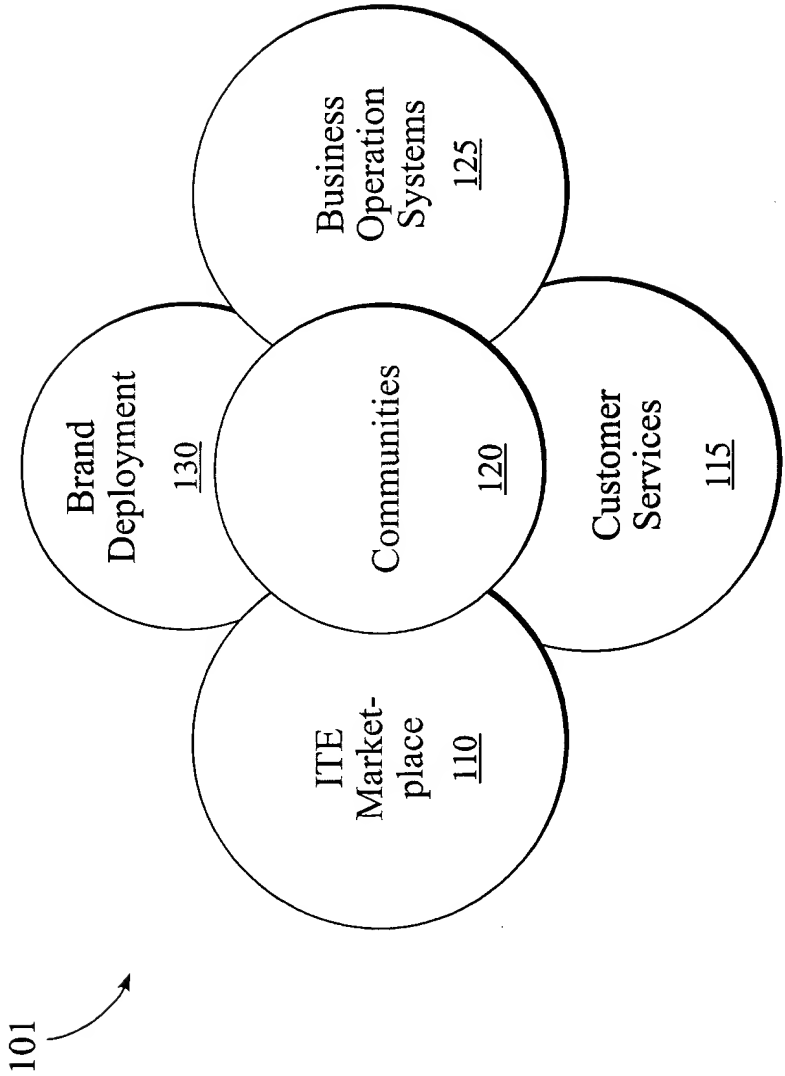 101
Brand
Deployment
130
ITE
Market-
place
110
Communities
120
Business
Operation
Systems
125
Customer
Services
115